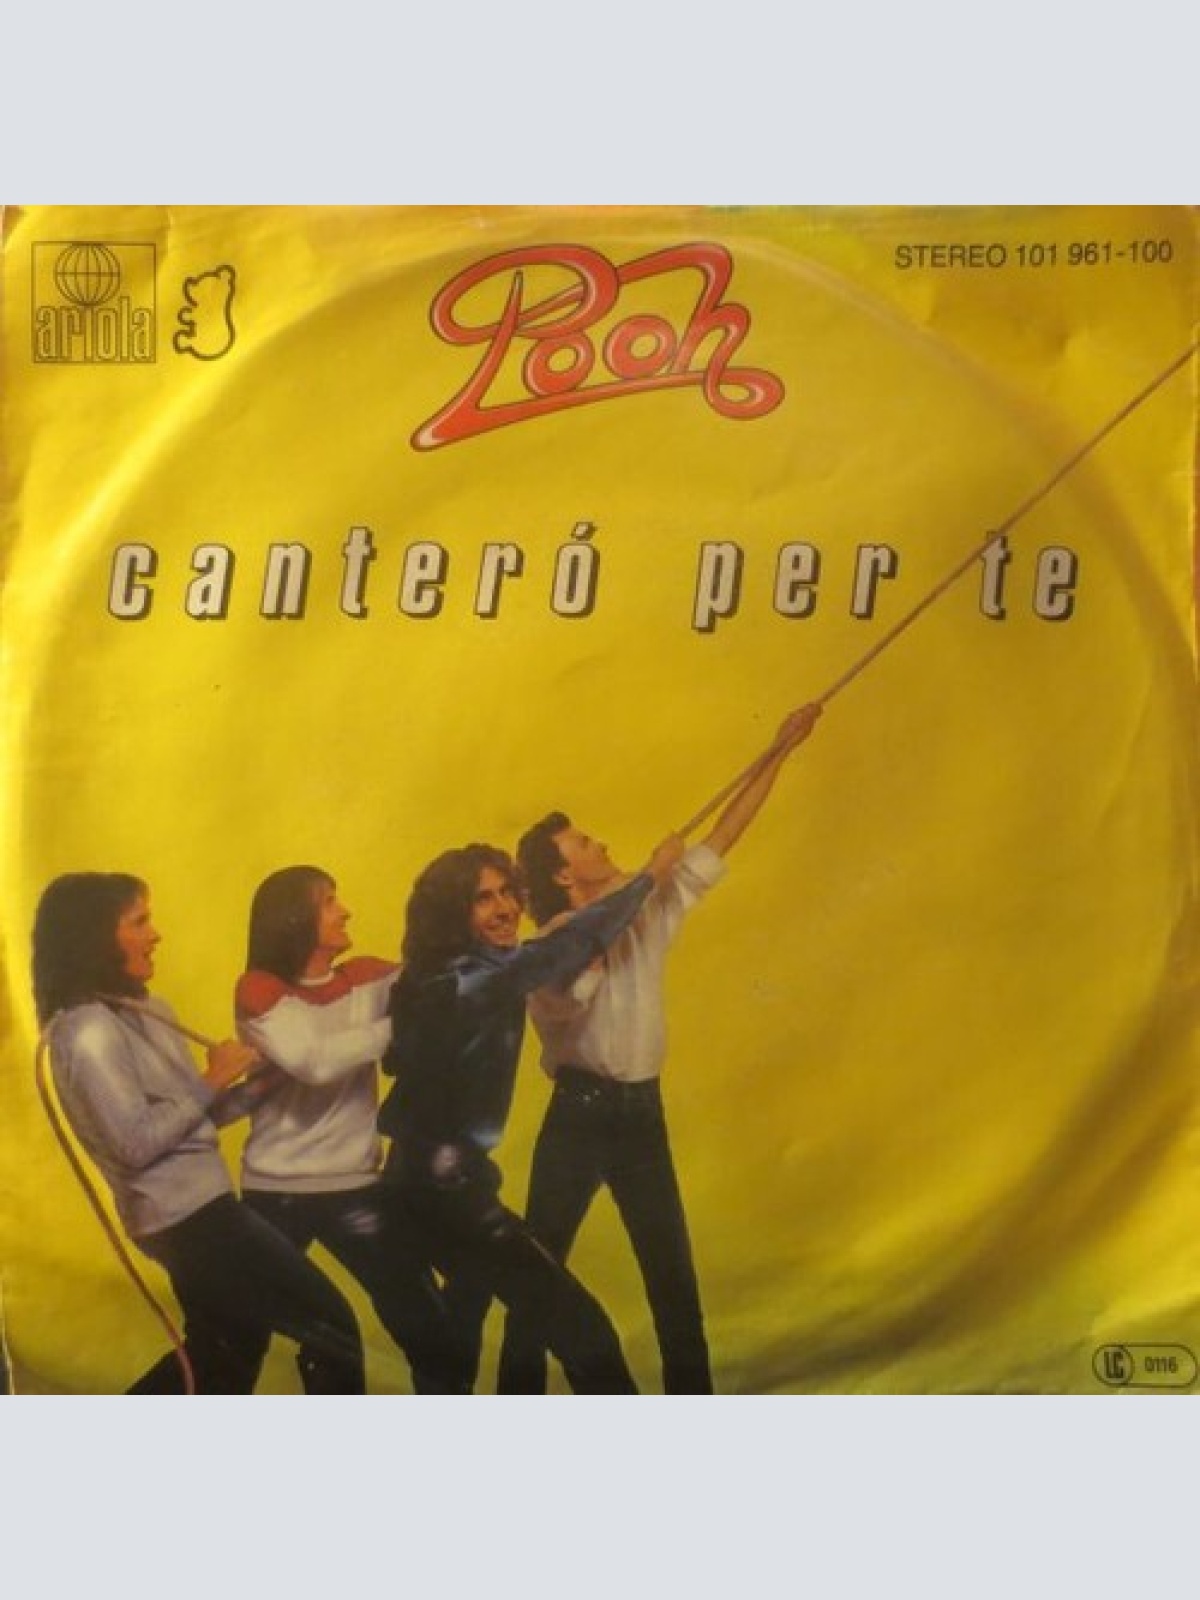 ariola
Pooh
STEREO 101 961-100
canteró per te
LC 0116